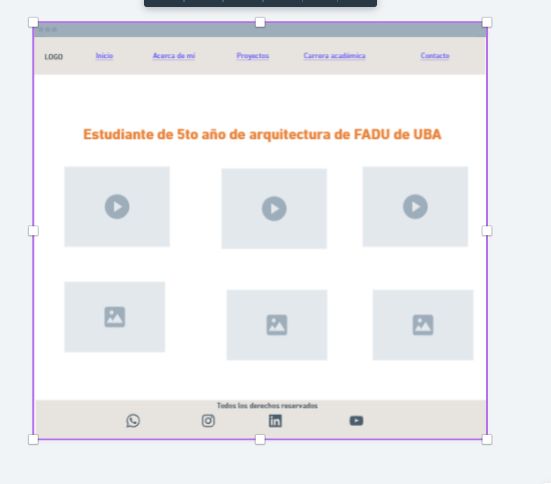 LOGO Inicio Acerca de mi Proyectos Carrera académica Contacto
Estudiante de 5to año de arquitectura de FADU de UBA
Todos los derechos reservados